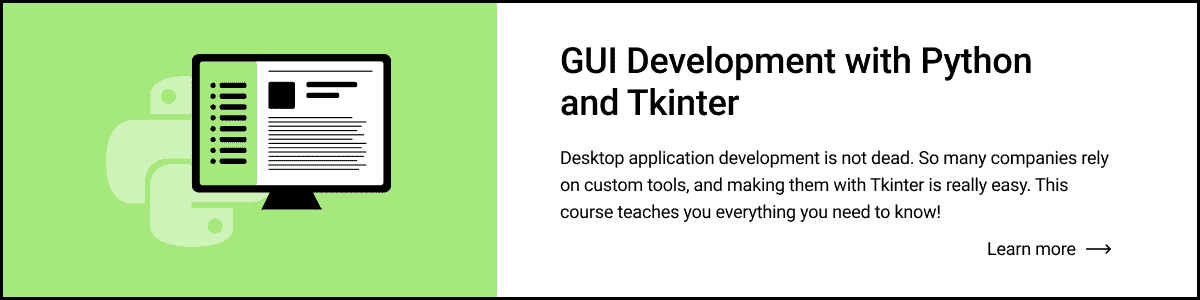 GUI Development with Python
and Tkinter
Desktop application development is not dead. So many companies rely
on custom tools, and making them with Tkinter is really easy. This
course teaches you everything you need to know!
Learn more